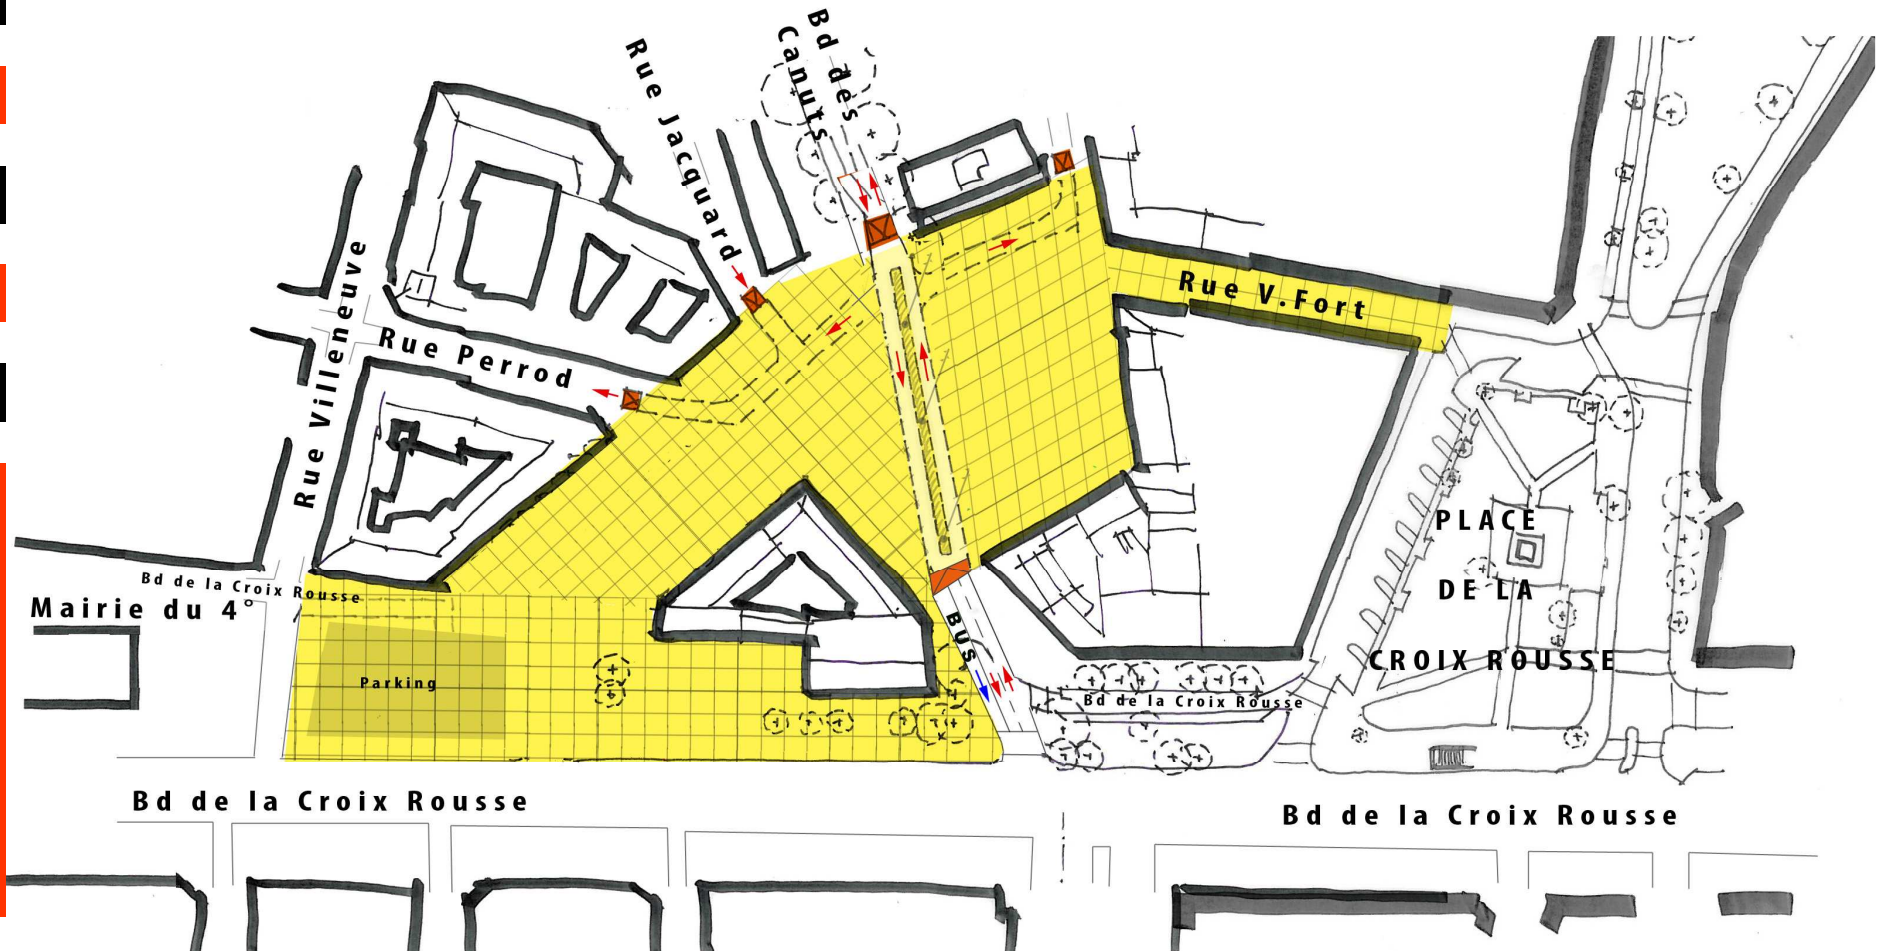 Bd des
Canuts
Rue Jacquard
Rue Villeneuve
Rue Perrod
Rue V.Fort
PLACE
DE LA
CROIX ROUSSE
Bd de la Croix Rousse
Mairie du 4°
BUS
Parking
Bd de la Croix Rousse
Bd de la Croix Rousse
Bd de la Croix Rousse